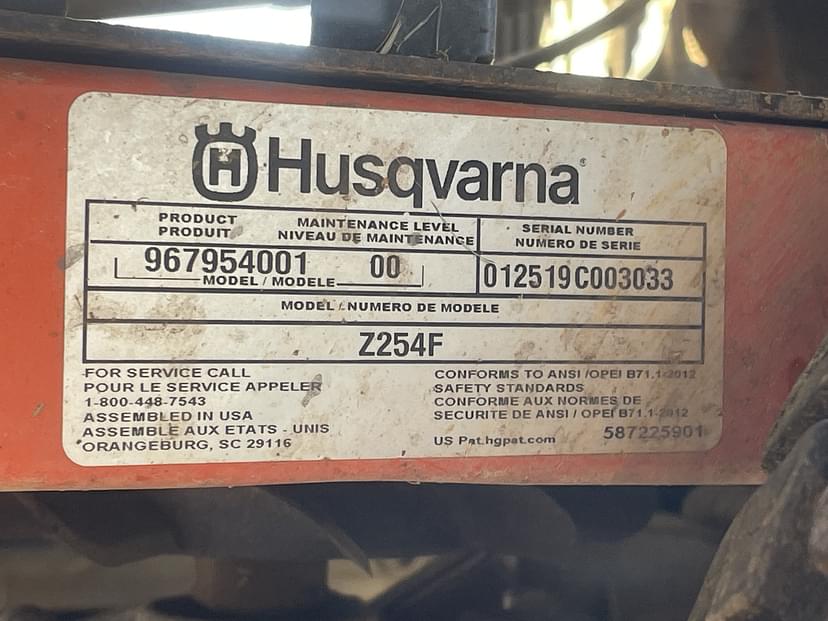 H Husqvarna®
PRODUCT MAINTENANCE LEVEL SERIAL NUMBER
PRODUIT NIVEAU DE MAINTENANCE NUMERO DE SERIE
967954001 00 012519C003033
MODEL / MODELE
MODEL / NUMERO DE MODELE
Z254F
FOR SERVICE CALL
POUR LE SERVICE APPELER
1-800-448-7543
ASSEMBLED IN USA
ASSEMBLE AUX ETATS - UNIS
ORANGEBURG, SC 29116
CONFORMS TO ANSI /OPEI B71.1-2012
SAFETY STANDARDS
CONFORME AUX NORMES DE
SECURITE DE ANSI / OPEI B71.1-2012
US Pat.hqpat.com 587225901